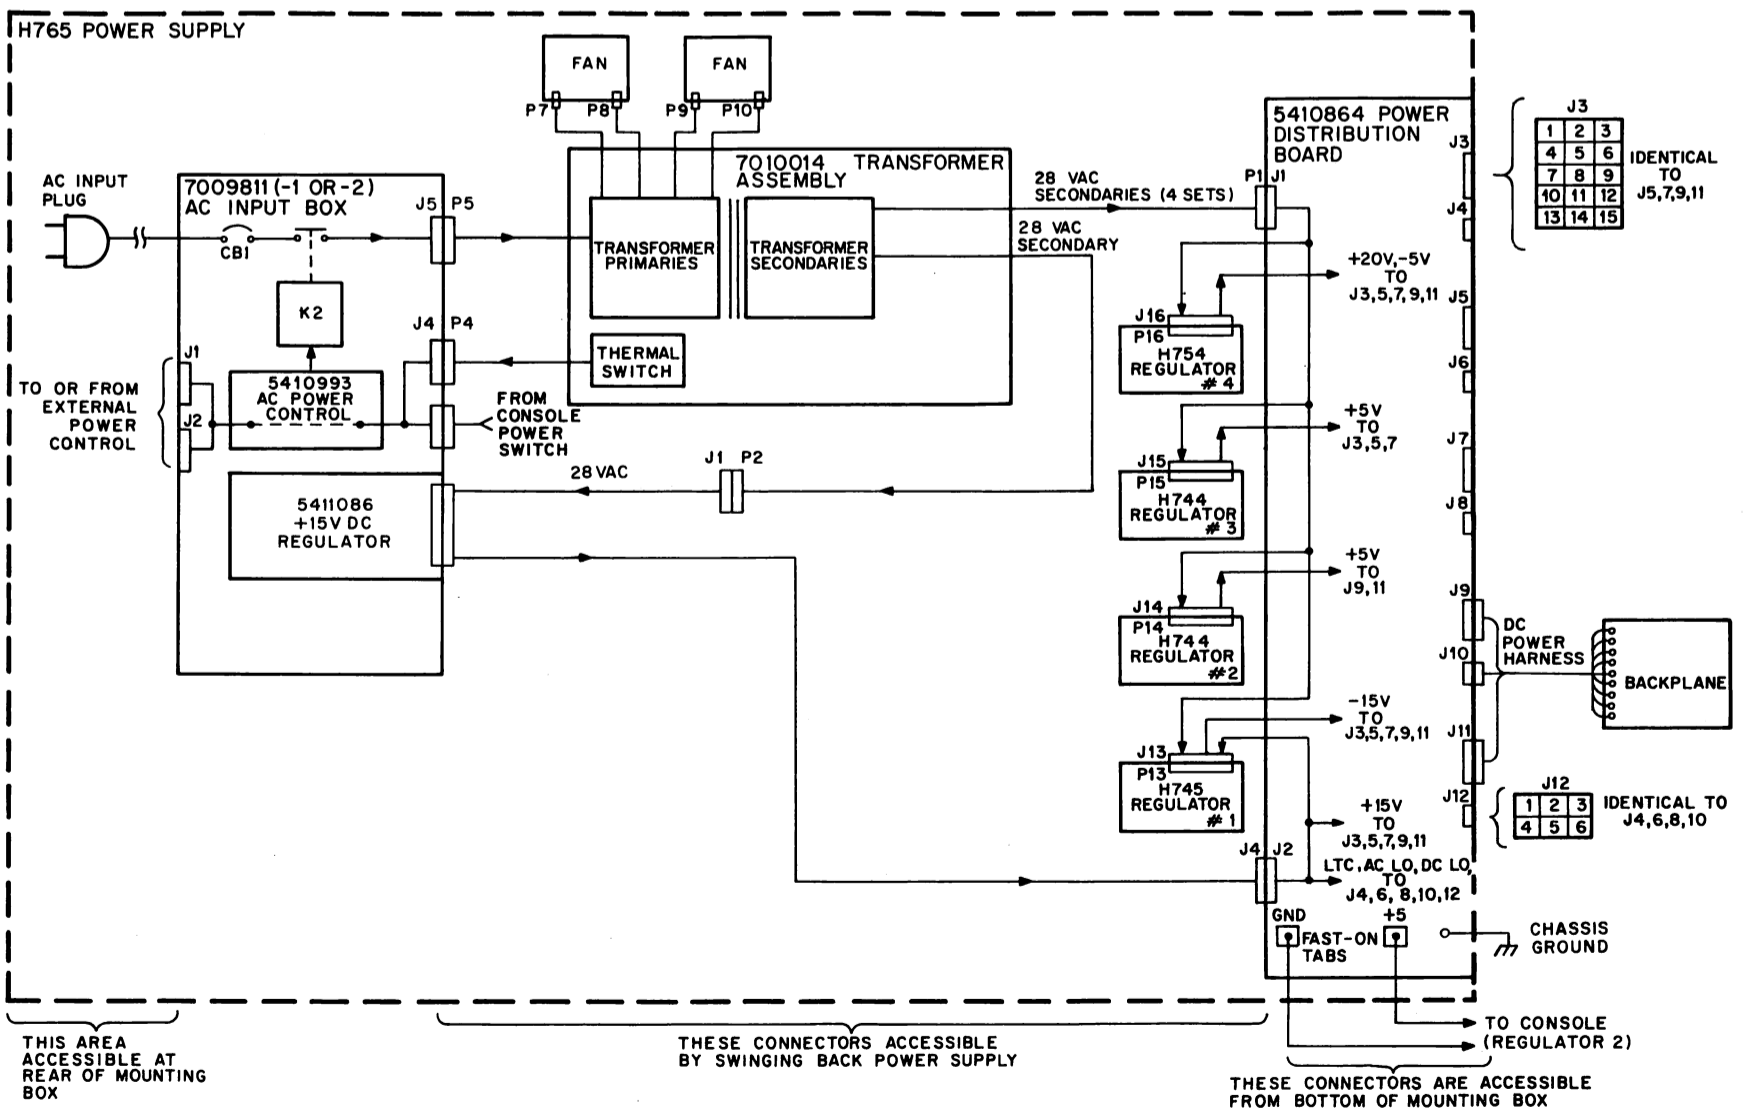 H765 POWER SUPPLY
FAN
FAN
P7
P8
P9
P10
AC INPUT
PLUG
7009811 (-1 OR -2)
AC INPUT BOX
CB1
K2
J5 P5
J4 P4
J1
J2
TO OR FROM
EXTERNAL
POWER
CONTROL
5410993
AC POWER
CONTROL
FROM
CONSOLE
POWER
SWITCH
5411086
+15V DC
REGULATOR
28 VAC
J1 P2
7010014 TRANSFORMER
ASSEMBLY
TRANSFORMER
PRIMARIES
TRANSFORMER
SECONDARIES
THERMAL
SWITCH
28 VAC
SECONDARIES (4 SETS)
28 VAC
SECONDARY
P1 J1
5410864 POWER
DISTRIBUTION
BOARD
+20V,-5V
TO
J3,5,7,9,11
J16
P16
H754
REGULATOR
# 4
+5V
TO
J3,5,7
J15
P15
H744
REGULATOR
# 3
+5V
TO
J9,11
J14
P14
H744
REGULATOR
#2
-15V
TO
J3,5,7,9,11
J13
P13
H745
REGULATOR
# 1
+15V
TO
J3,5,7,9,11
J4 J2
LTC, AC LO, DC LO,
TO
J4,6, 8,10,12
GND
+5
FAST-ON
TABS
J3
J4
J5
J6
J7
J8
J9
J10
J11
J12
J3
1 2 3
4 5 6
7 8 9
10 11 12
13 14 15
IDENTICAL
TO
J5,7,9,11
DC
POWER
HARNESS
BACKPLANE
J12
1 2 3
4 5 6
IDENTICAL TO
J4,6,8,10
CHASSIS
GROUND
TO CONSOLE
(REGULATOR 2)
THIS AREA
ACCESSIBLE AT
REAR OF MOUNTING
BOX
THESE CONNECTORS ACCESSIBLE
BY SWINGING BACK POWER SUPPLY
THESE CONNECTORS ARE ACCESSIBLE
FROM BOTTOM OF MOUNTING BOX